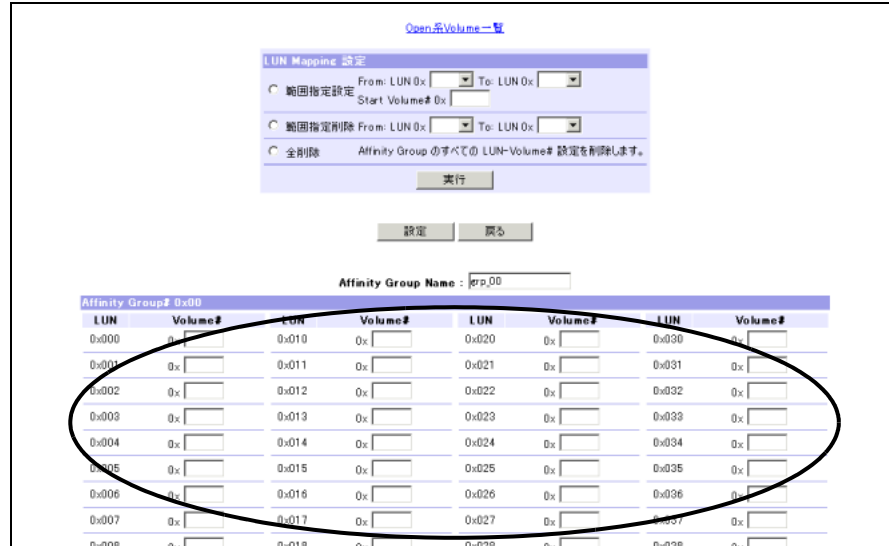 Open系Volume一覧
LUN Mapping 設定
範囲指定設定 From: LUN 0x To: LUN 0x
Start Volume# 0x
範囲指定削除 From: LUN 0x To: LUN 0x
全削除 Affinity Group のすべての LUN-Volume# 設定を削除します。
実行
設定 戻る
Affinity Group Name : grp_00
Affinity Group# 0x00
LUN Volume# LUN Volume# LUN Volume# LUN Volume#
0x000 0x 0x010 0x 0x020 0x 0x030 0x
0x001 0x 0x011 0x 0x021 0x 0x031 0x
0x002 0x 0x012 0x 0x022 0x 0x032 0x
0x003 0x 0x013 0x 0x023 0x 0x033 0x
0x004 0x 0x014 0x 0x024 0x 0x034 0x
0x005 0x 0x015 0x 0x025 0x 0x035 0x
0x006 0x 0x016 0x 0x026 0x 0x036 0x
0x007 0x 0x017 0x 0x027 0x 0x037 0x